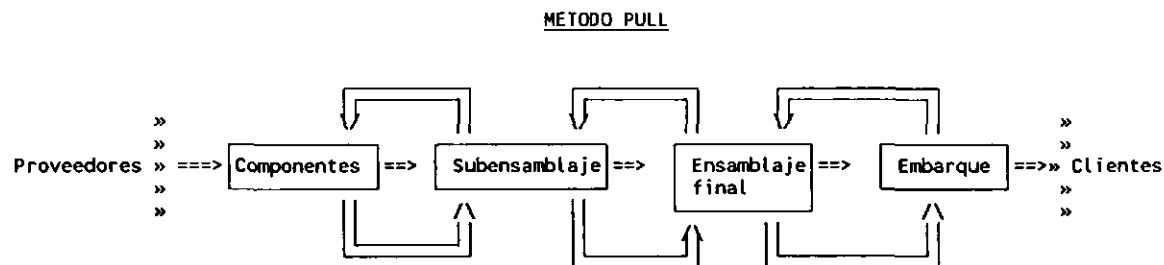 METODO PULL
»
»
Proveedores » ===> Componentes ==> Subensamblaje ==> Ensamblaje final ==> Embarque ==>» Clientes
»
»